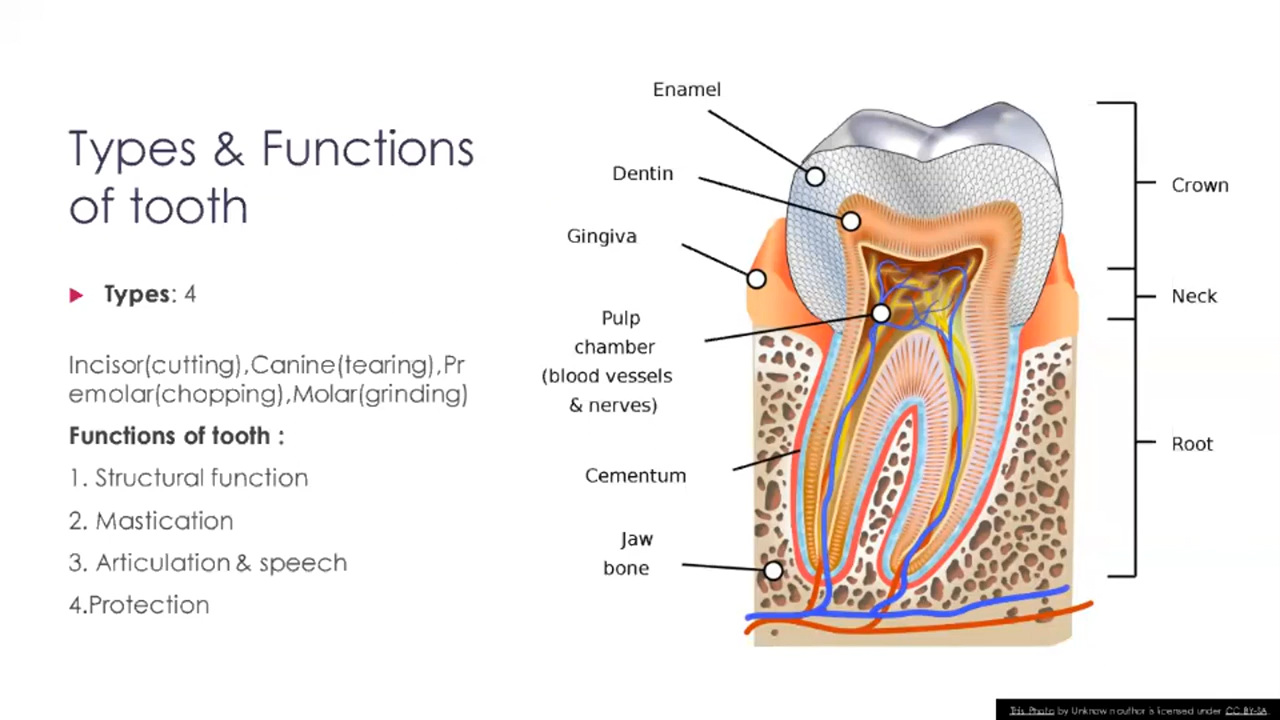 Types & Functions
of tooth
Types: 4
Incisor(cutting),Canine(tearing),Pr
emolar(chopping),Molar(grinding)
Functions of tooth :
1. Structural function
2. Mastication
3. Articulation & speech
4.Protection
Enamel
Dentin
Gingiva
Pulp
chamber
(blood vessels
& nerves)
Cementum
Jaw
bone
Crown
Neck
Root
This Photo by Unknown author is licensed under CC BY-SA.